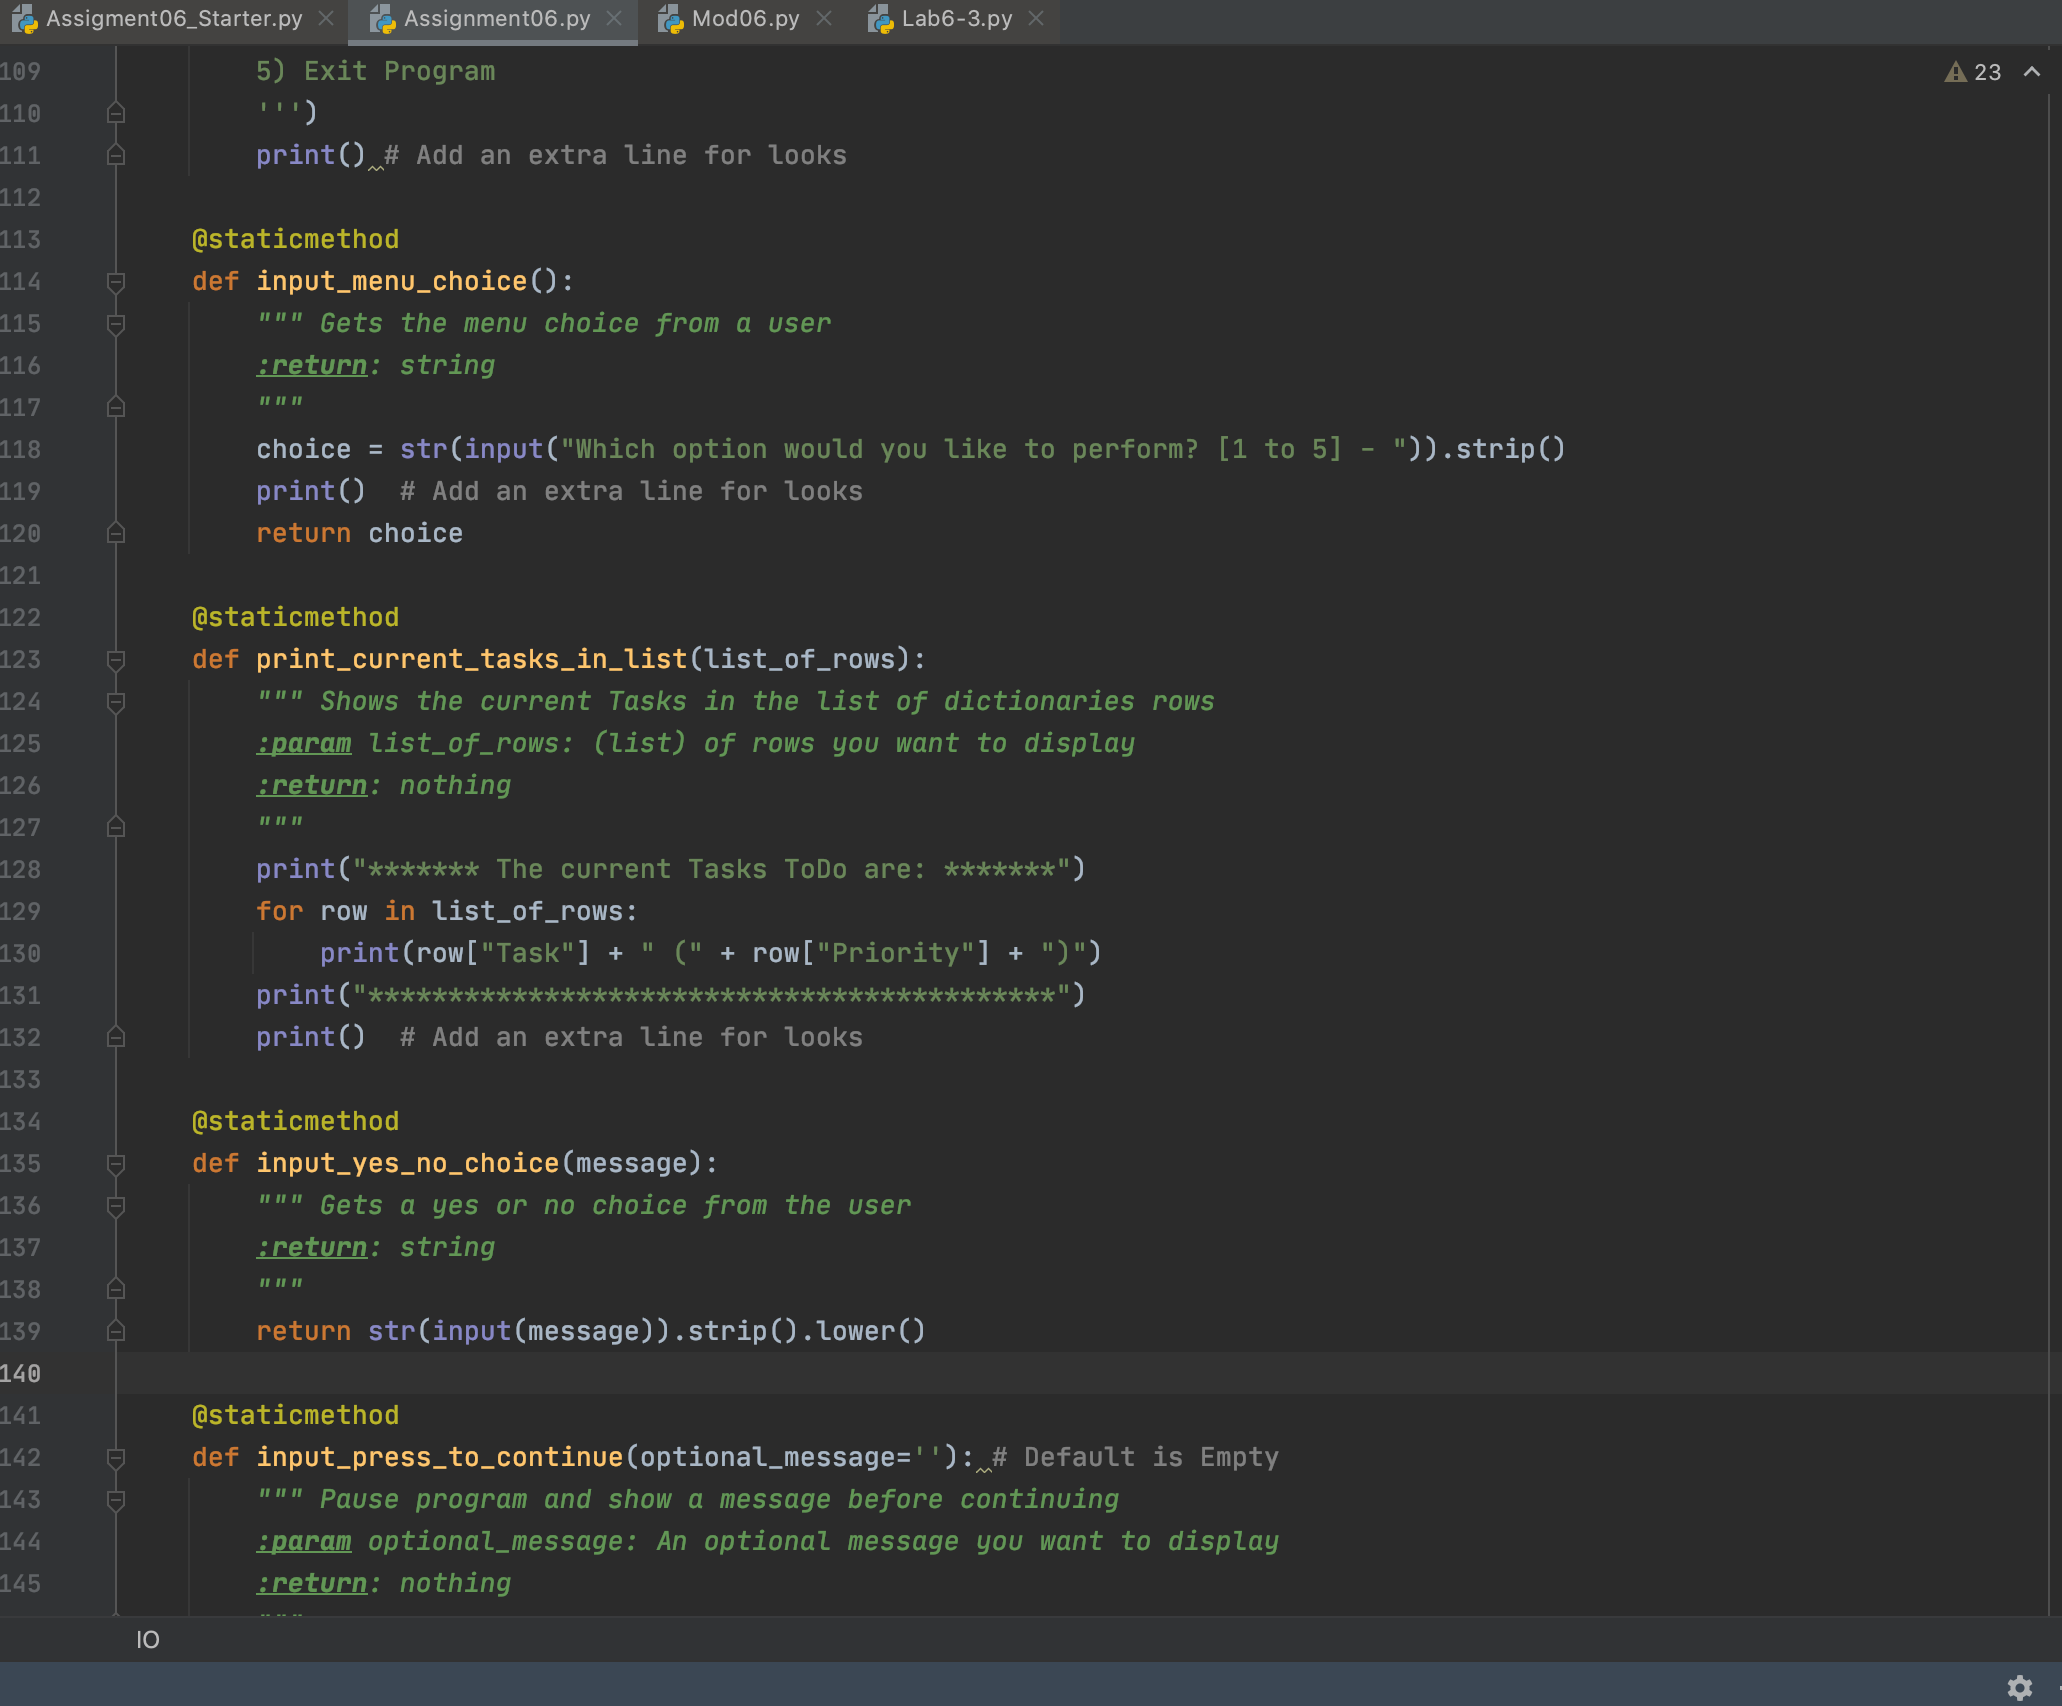 Assigment06_Starter.py Assignment06.py Mod06.py Lab6-3.py
109 5) Exit Program 23
110 ''')
111 print() # Add an extra line for looks
112
113 @staticmethod
114 def input_menu_choice():
115 """ Gets the menu choice from a user
116 :return: string
117 """
118 choice = str(input("Which option would you like to perform? [1 to 5] - ")).strip()
119 print()  # Add an extra line for looks
120 return choice
121
122 @staticmethod
123 def print_current_tasks_in_list(list_of_rows):
124 """ Shows the current Tasks in the list of dictionaries rows
125 :param list_of_rows: (list) of rows you want to display
126 :return: nothing
127 """
128 print("******* The current Tasks ToDo are: *******")
129 for row in list_of_rows:
130 print(row["Task"] + " (" + row["Priority"] + ")")
131 print("*******************************************")
132 print()  # Add an extra line for looks
133
134 @staticmethod
135 def input_yes_no_choice(message):
136 """ Gets a yes or no choice from the user
137 :return: string
138 """
139 return str(input(message)).strip().lower()
140
141 @staticmethod
142 def input_press_to_continue(optional_message=''): # Default is Empty
143 """ Pause program and show a message before continuing
144 :param optional_message: An optional message you want to display
145 :return: nothing
"""
IO